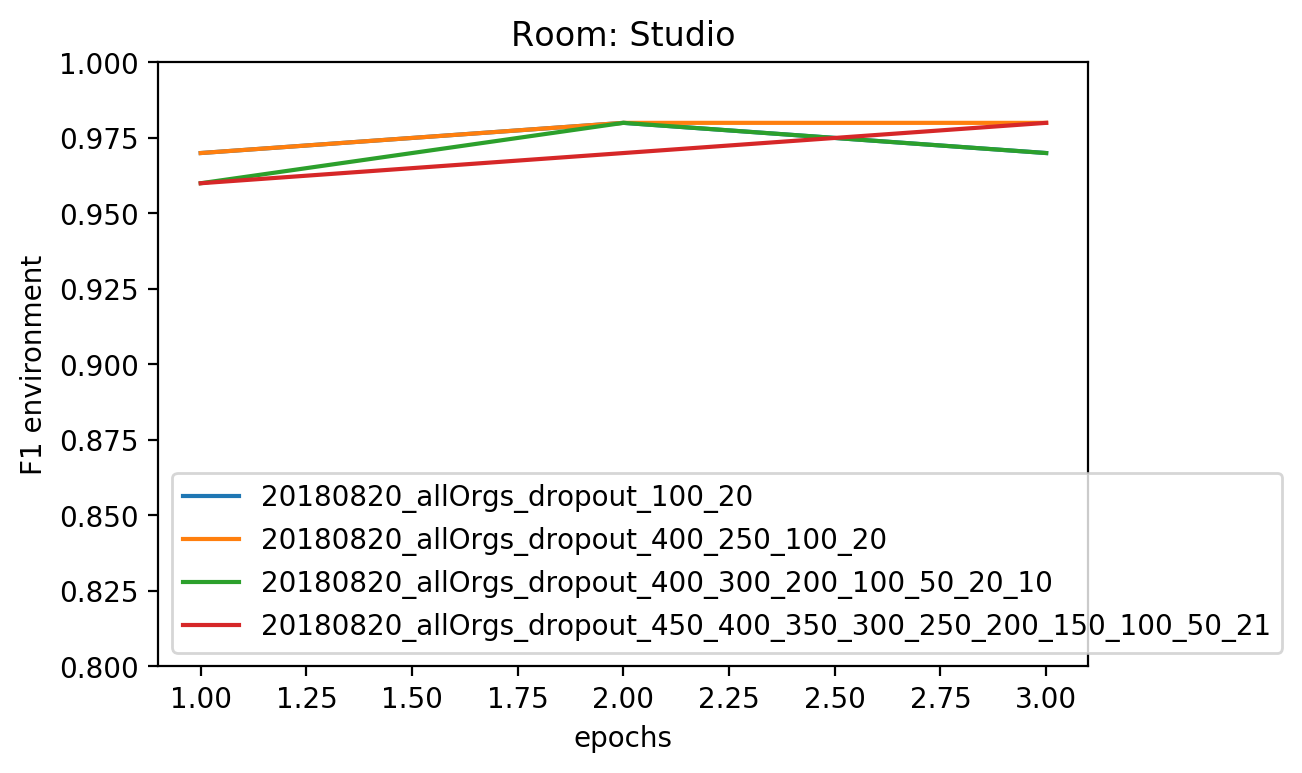 Room: Studio
F1 environment
1.000
0.975
0.950
0.925
0.900
0.875
0.850
0.825
0.800
20180820_allOrgs_dropout_100_20
20180820_allOrgs_dropout_400_250_100_20
20180820_allOrgs_dropout_400_300_200_100_50_20_10
20180820_allOrgs_dropout_450_400_350_300_250_200_150_100_50_21
1.00 1.25 1.50 1.75 2.00 2.25 2.50 2.75 3.00
epochs